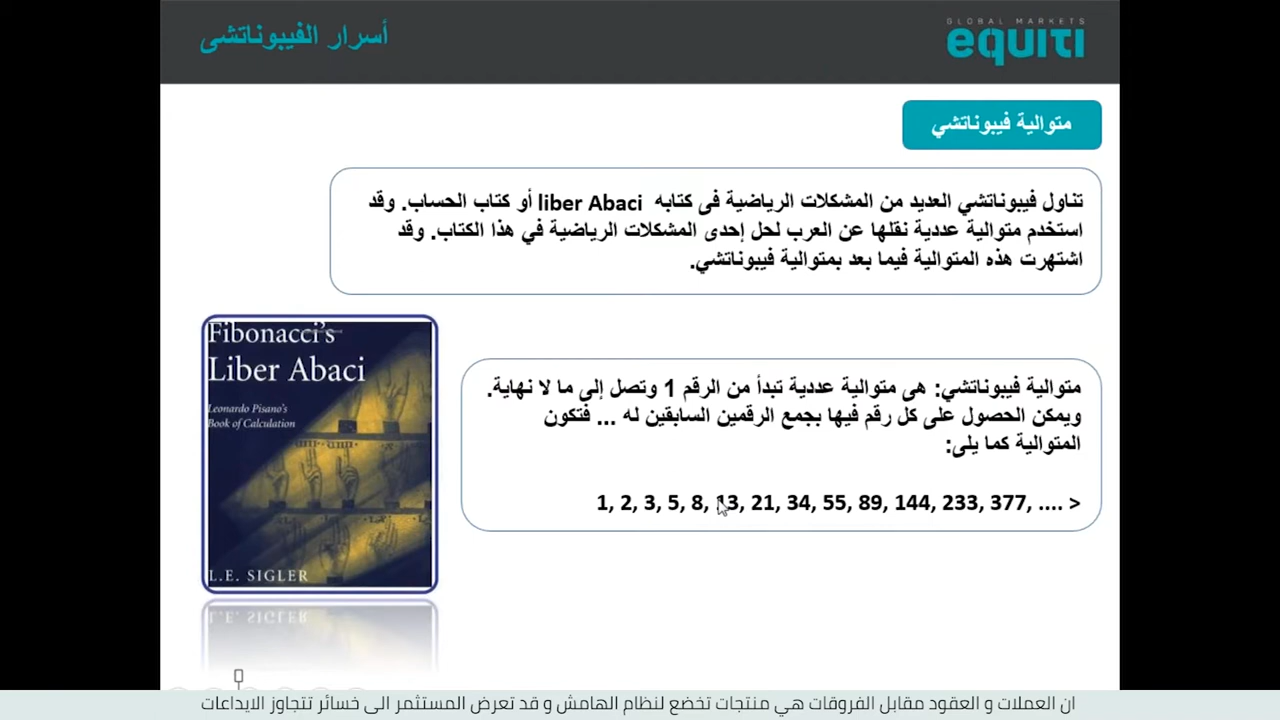 أسرار الفيبوناتشى
GLOBAL MARKETS
equiti
متوالية فيبوناتشي
تناول فيبوناتشي العديد من المشكلات الرياضية فى كتابه liber Abaci أو كتاب الحساب. وقد
استخدم متوالية عددية نقلها عن العرب لحل إحدى المشكلات الرياضية في هذا الكتاب. وقد
اشتهرت هذه المتوالية فيما بعد بمتوالية فيبوناتشي.
Fibonacci's
Liber Abaci
Leonardo Pisano's
Book of Calculation
L.E. SIGLER
متوالية فيبوناتشي: هى متوالية عددية تبدأ من الرقم 1 وتصل إلى ما لا نهاية.
ويمكن الحصول على كل رقم فيها بجمع الرقمين السابقين له ... فتكون
المتوالية كما يلى:
1, 2, 3, 5, 8, 13, 21, 34, 55, 89, 144, 233, 377, .... >
ان العملات و العقود مقابل الفروقات هي منتجات تخضع لنظام الهامش و قد تعرض المستثمر الى خسائر تتجاوز الايداعات